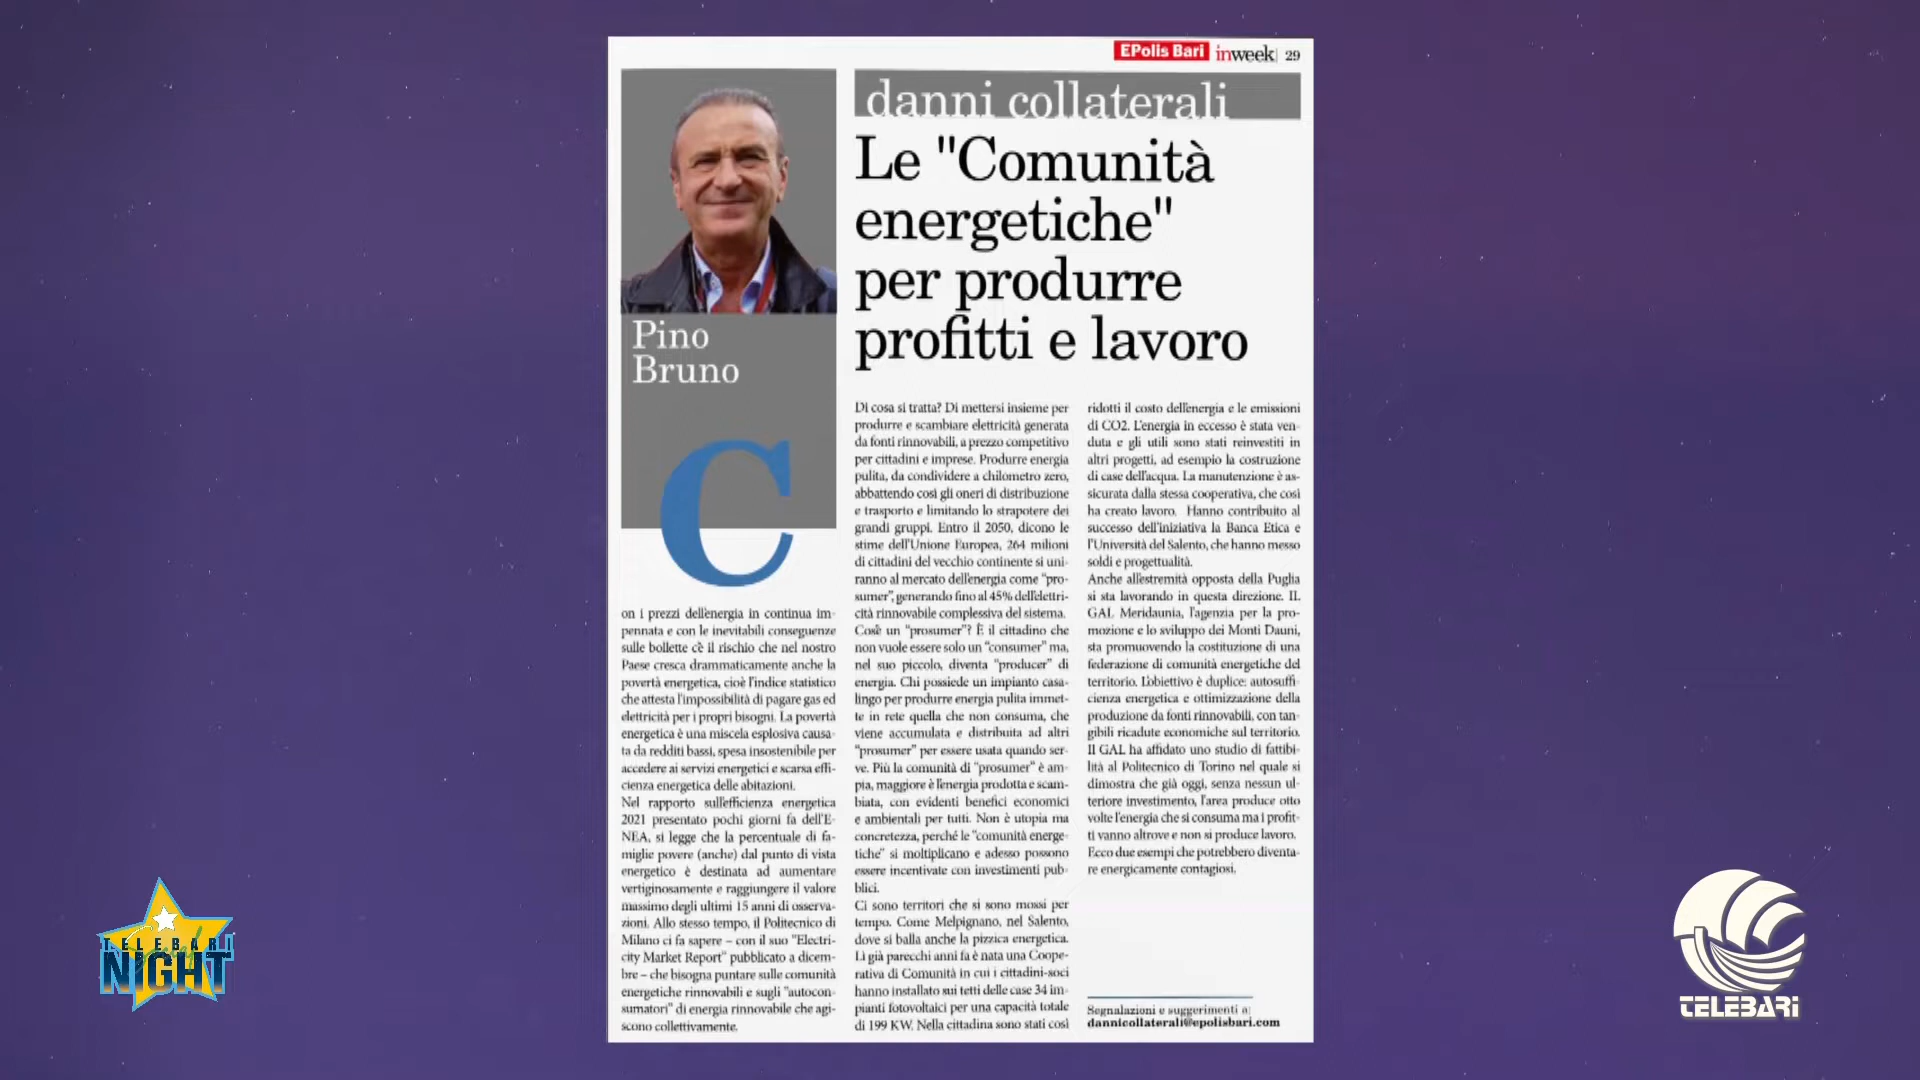 EPolis Bari inweek 29
danni collaterali
Le "Comunità
energetiche"
per produrre
profitti e lavoro
Pino
Bruno
C
on i prezzi dell'energia in continua im-
pennata e con le inevitabili conseguenze
sulle bollette c'è il rischio che nel nostro
Paese cresca drammaticamente anche la
povertà energetica, cioè l'indice statistico
che attesta l'impossibilità di pagare gas ed
elettricità per i propri bisogni. La povertà
energetica è una miscela esplosiva causa-
ta da redditi bassi, spesa insostenibile per
accedere ai servizi energetici e scarsa effi-
cienza energetica delle abitazioni.
Nel rapporto sull'efficienza energetica
2021 presentato pochi giorni fa dell'E-
NEA, si legge che la percentuale di fa-
miglie povere (anche) dal punto di vista
energetico è destinata ad aumentare
vertiginosamente e raggiungere il valore
massimo degli ultimi 15 anni di osserva-
zioni. Allo stesso tempo, il Politecnico di
Milano ci fa sapere – con il suo "Electri-
city Market Report" pubblicato a dicem-
bre – che bisogna puntare sulle comunità
energetiche rinnovabili e sugli "autocon-
sumatori" di energia rinnovabile che agi-
scono collettivamente.
Di cosa si tratta? Di mettersi insieme per
produrre e scambiare elettricità generata
da fonti rinnovabili, a prezzo competitivo
per cittadini e imprese. Produrre energia
pulita, da condividere a chilometro zero,
abbattendo così gli oneri di distribuzione
e trasporto e limitando lo strapotere dei
grandi gruppi. Entro il 2050, dicono le
stime dell'Unione Europea, 264 milioni
di cittadini del vecchio continente si uni-
ranno al mercato dell'energia come "pro-
sumer", generando fino al 45% dell'elettri-
cità rinnovabile complessiva del sistema.
Cos'è un "prosumer"? È il cittadino che
non vuole essere solo un "consumer" ma,
nel suo piccolo, diventa "producer" di
energia. Chi possiede un impianto casa-
lingo per produrre energia pulita immet-
te in rete quella che non consuma, che
viene accumulata e distribuita ad altri
"prosumer" per essere usata quando ser-
ve. Più la comunità di "prosumer" è am-
pia, maggiore è l'energia prodotta e scam-
biata, con evidenti benefici economici
e ambientali per tutti. Non è utopia ma
concretezza, perché le "comunità energe-
tiche" si moltiplicano e adesso possono
essere incentivate con investimenti pub-
blici.
Ci sono territori che si sono mossi per
tempo. Come Melpignano, nel Salento,
dove si balla anche la pizzica energetica.
Lì già parecchi anni fa è nata una Coope-
rativa di Comunità in cui i cittadini-soci
hanno installato sui tetti delle case 34 im-
pianti fotovoltaici per una capacità totale
di 199 KW. Nella cittadina sono stati così
ridotti il costo dell'energia e le emissioni
di CO2. L'energia in eccesso è stata ven-
duta e gli utili sono stati reinvestiti in
altri progetti, ad esempio la costruzione
di case dell'acqua. La manutenzione è as-
sicurata dalla stessa cooperativa, che così
ha creato lavoro. Hanno contribuito al
successo dell'iniziativa la Banca Etica e
l'Università del Salento, che hanno messo
soldi e progettualità.
Anche all'estremità opposta della Puglia
si sta lavorando in questa direzione. IL
GAL Meridaunia, l'agenzia per la pro-
mozione e lo sviluppo dei Monti Dauni,
sta promuovendo la costituzione di una
federazione di comunità energetiche del
territorio. L'obiettivo è duplice: autosuffi-
cienza energetica e ottimizzazione della
produzione da fonti rinnovabili, con tan-
gibili ricadute economiche sul territorio.
Il GAL ha affidato uno studio di fattibi-
lità al Politecnico di Torino nel quale si
dimostra che già oggi, senza nessun ul-
teriore investimento, l'area produce otto
volte l'energia che si consuma ma i profit-
ti vanno altrove e non si produce lavoro.
Ecco due esempi che potrebbero diventa-
re energicamente contagiosi.
Segnalazioni e suggerimenti a:
dannicollaterali@epolisbari.com
TELEBARI
NIGHT
TELEBARI